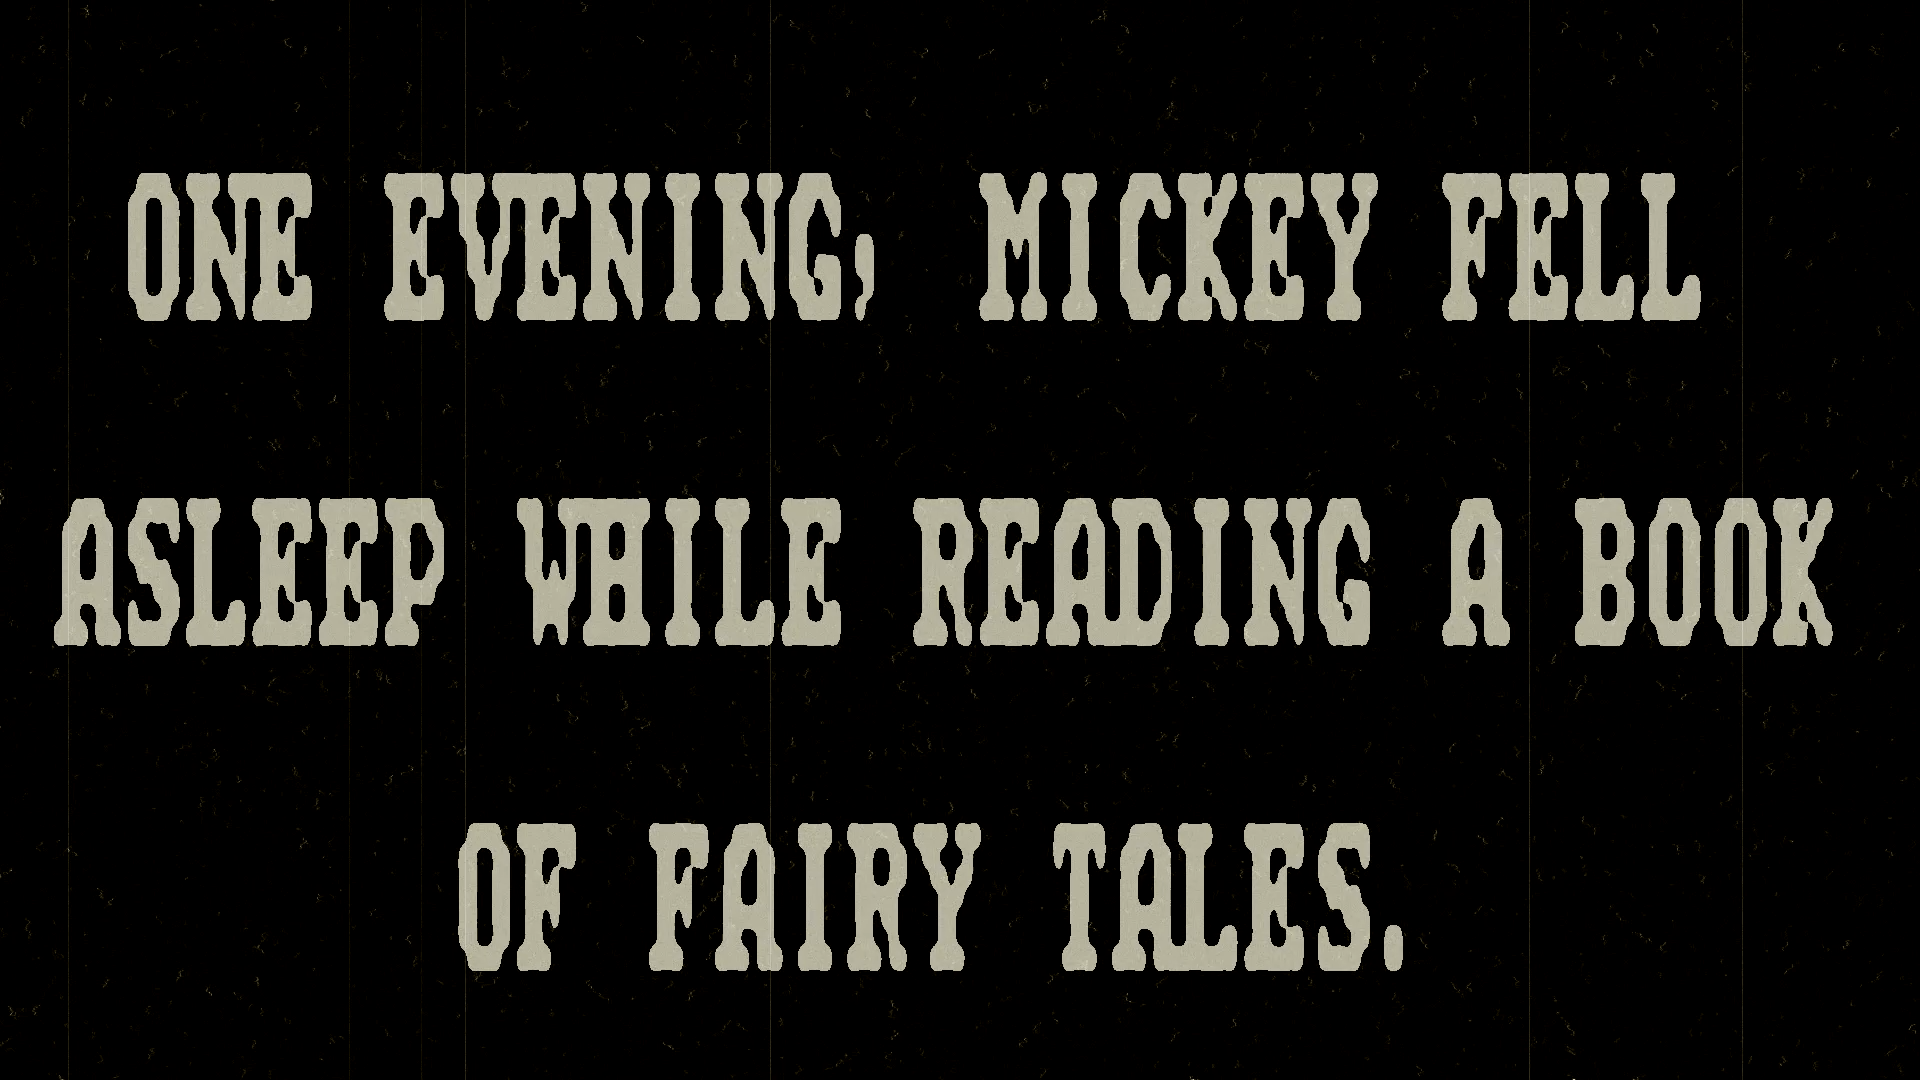 ONE EVENING, MICKEY FELL
ASLEEP WHILE READING A BOOK
OF FAIRY TALES.